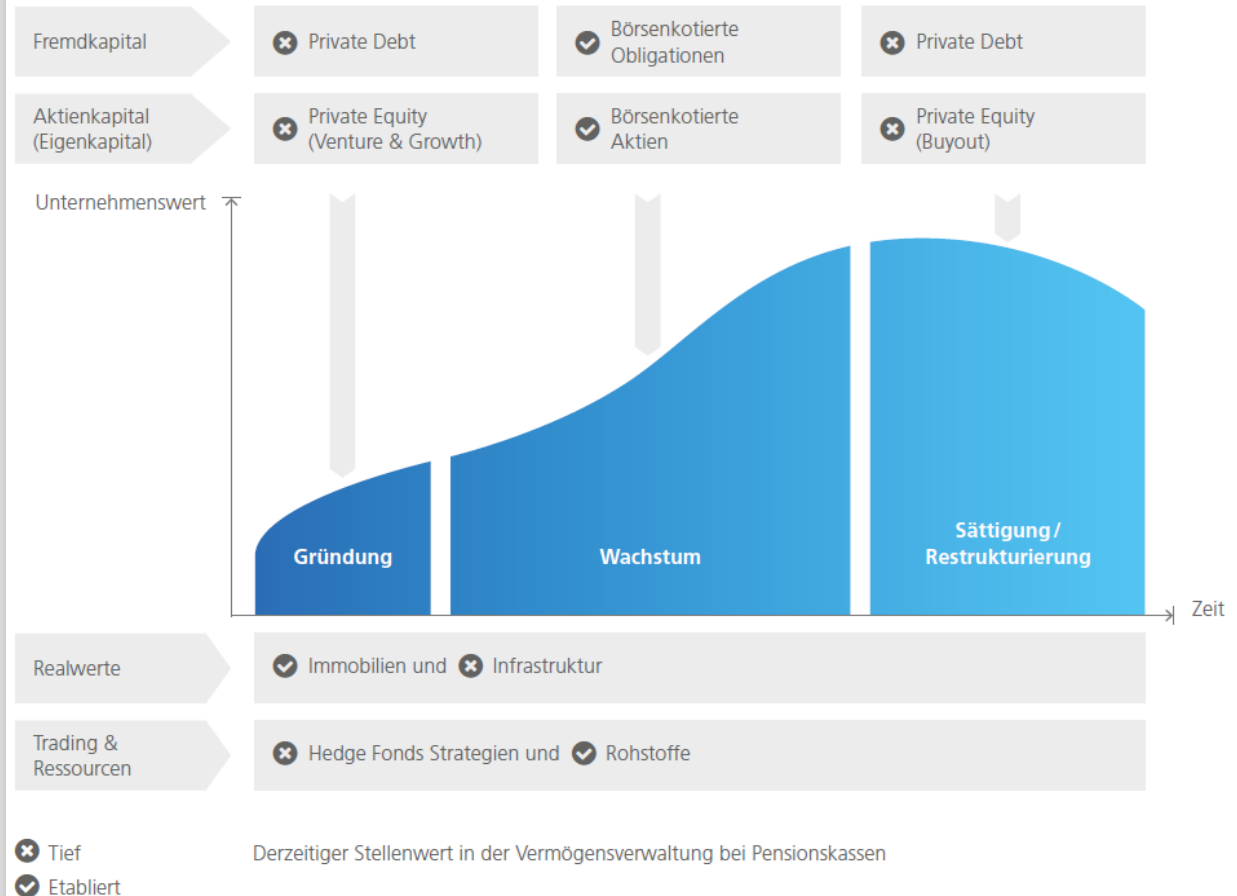 Fremdkapital
Private Debt
Börsenkotierte
Obligationen
Private Debt
Aktienkapital
(Eigenkapital)
Private Equity
(Venture & Growth)
Börsenkotierte
Aktien
Private Equity
(Buyout)
Unternehmenswert
Gründung
Wachstum
Sättigung/
Restrukturierung
Zeit
Realwerte
Immobilien und Infrastruktur
Trading &
Ressourcen
Hedge Fonds Strategien und Rohstoffe
Tief
Derzeitiger Stellenwert in der Vermögensverwaltung bei Pensionskassen
Etabliert